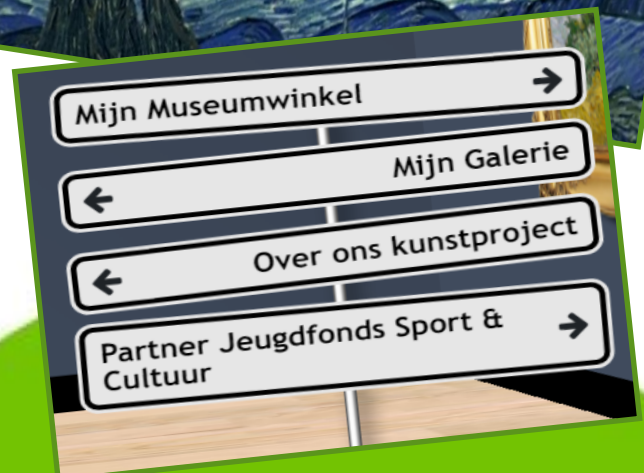 Mijn Museumwinkel
Mijn Galerie
Over ons kunstproject
Partner Jeugdfonds Sport &
Cultuur